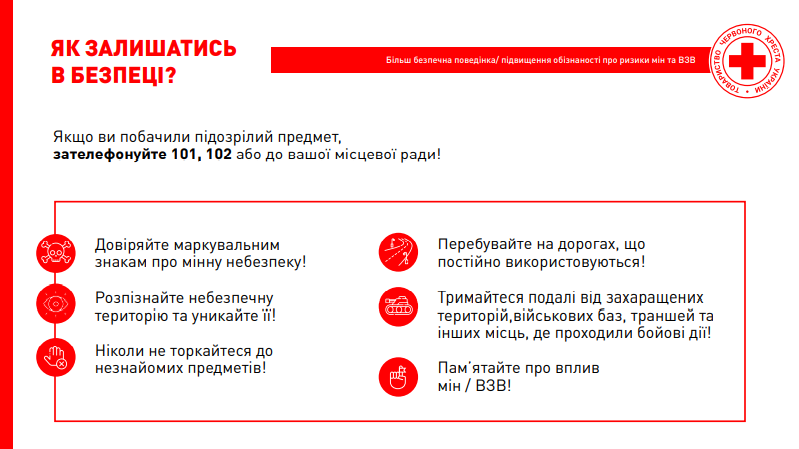 ЯК ЗАЛИШАТИСЬ
В БЕЗПЕЦІ?
Більш безпечна поведінка/ підвищення обізнаності про ризики мін та ВЗВ
ТОВАРИСТВО ЧЕРВОНОГО ХРЕСТА УКРАЇНИ
Якщо ви побачили підозрілий предмет,
зателефонуйте 101, 102 або до вашої місцевої ради!
Довіряйте маркувальним
знакам про мінну небезпеку!
Розпізнайте небезпечну
територію та уникайте її!
Ніколи не торкайтеся до
незнайомих предметів!
Перебувайте на дорогах, що
постійно використовуються!
Тримайтеся подалі від захаращених
територій,військових баз, траншей та
інших місць, де проходили бойові дії!
Пам’ятайте про вплив
мін / ВЗВ!